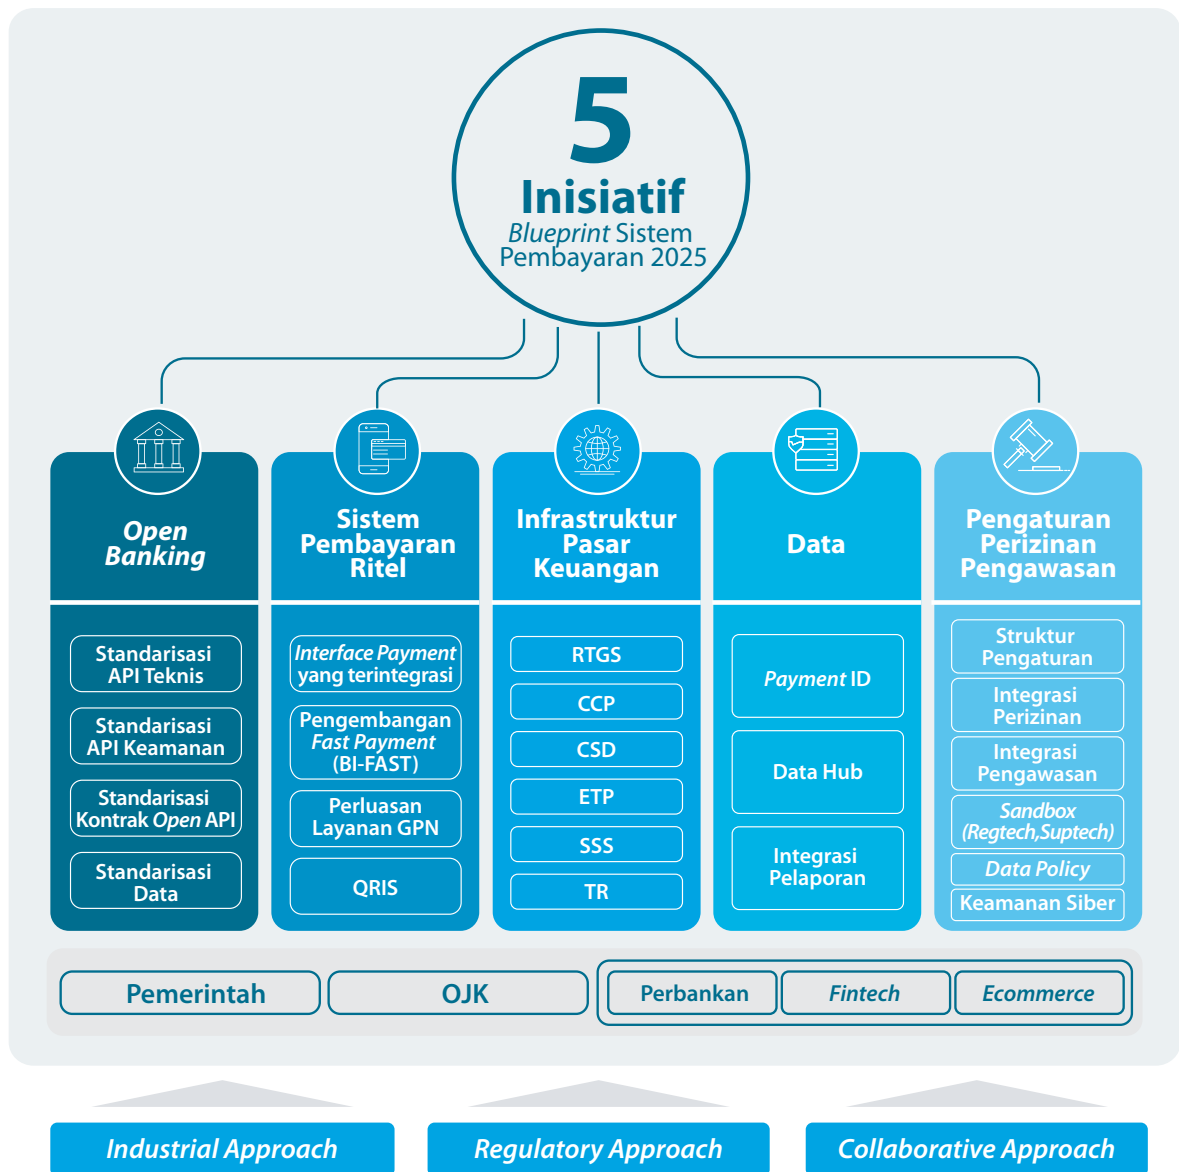 5
Inisiatif
Blueprint Sistem
Pembayaran 2025
Open
Banking
Standarisasi
API Teknis
Standarisasi
API Keamanan
Standarisasi
Kontrak Open API
Standarisasi
Data
Sistem
Pembayaran
Ritel
Interface Payment
yang terintegrasi
Pengembangan
Fast Payment
(BI-FAST)
Perluasan
Layanan GPN
QRIS
Infrastruktur
Pasar
Keuangan
RTGS
CCP
CSD
ETP
SSS
TR
Data
Payment ID
Data Hub
Integrasi
Pelaporan
Pengaturan
Perizinan
Pengawasan
Struktur
Pengaturan
Integrasi
Perizinan
Integrasi
Pengawasan
Sandbox
(Regtech,Suptech)
Data Policy
Keamanan Siber
Pemerintah
OJK
Perbankan
Fintech
Ecommerce
Industrial Approach
Regulatory Approach
Collaborative Approach